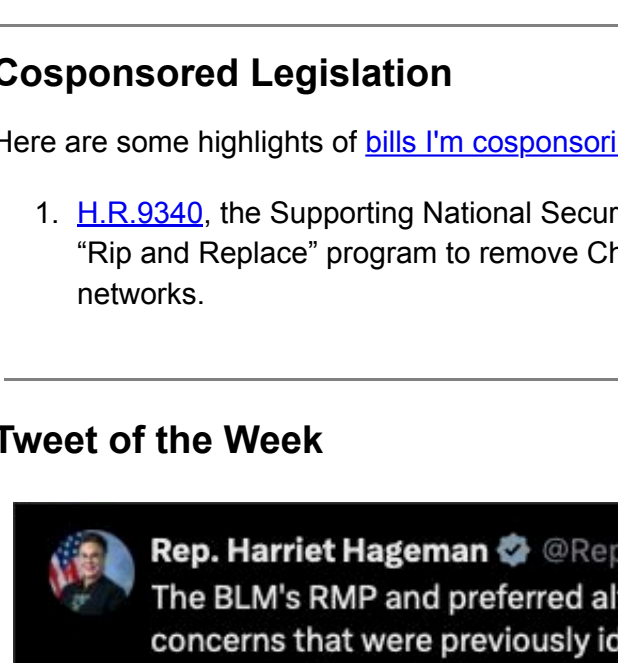 Cosponsored Legislation
Here are some highlights of bills I'm cosponsori
1. H.R.9340, the Supporting National Secur
“Rip and Replace” program to remove Ch
networks.
Tweet of the Week
Rep. Harriet Hageman @Rep
The BLM's RMP and preferred al
concerns that were previously id